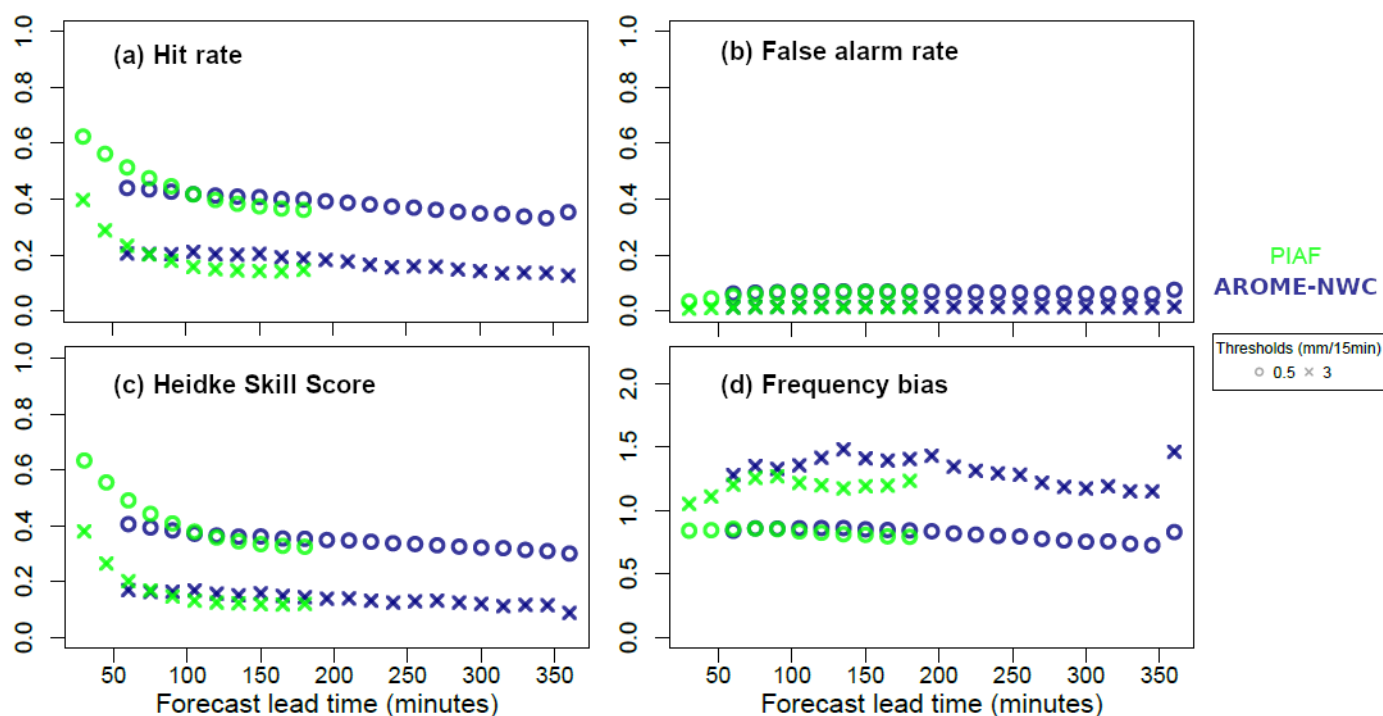 (a) Hit rate
1.0
0.8
0.6
0.4
0.2
0.0
(b) False alarm rate
1.0
0.8
0.6
0.4
0.2
0.0
PIAF
AROME-NWC
Thresholds (mm/15min)
0.5 3
(c) Heidke Skill Score
1.0
0.8
0.6
0.4
0.2
0.0
50 100 150 200 250 300 350
Forecast lead time (minutes)
(d) Frequency bias
2.0
1.5
1.0
0.5
0.0
50 100 150 200 250 300 350
Forecast lead time (minutes)